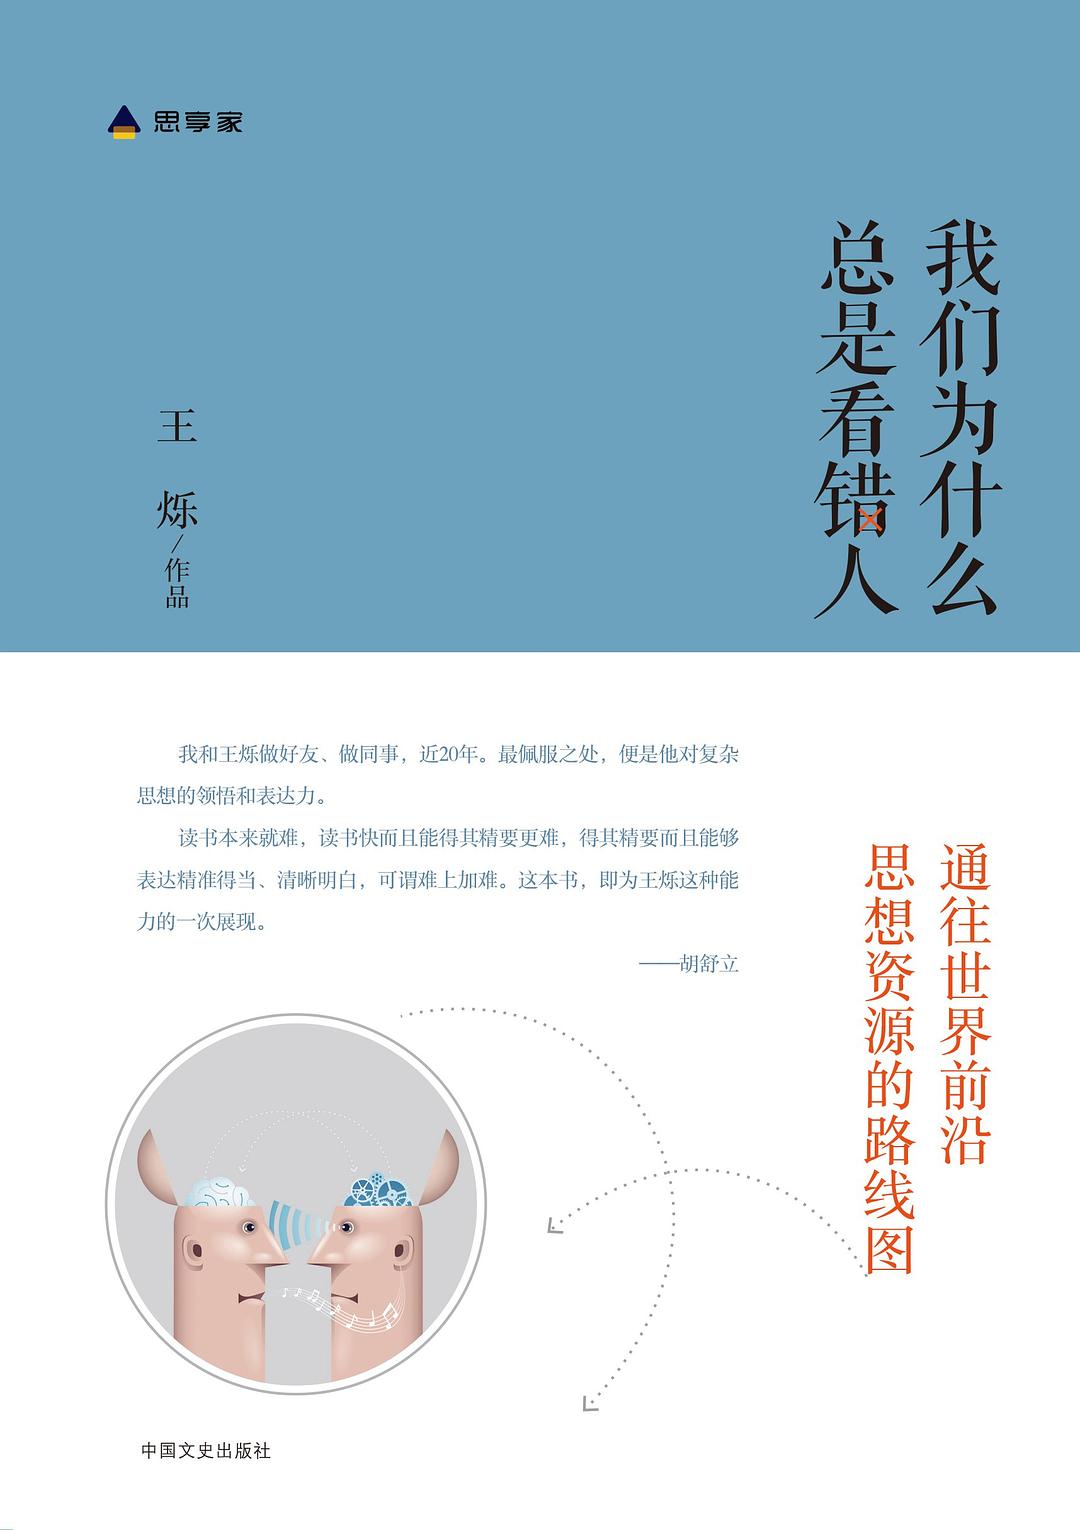 思享家
我们为什么
总是看错人
王烁/作品
我和王烁做好友、做同事，近20年。最佩服之处，便是他对复杂
思想的领悟和表达力。
读书本来就难，读书快而且能得其精要更难，得其精要而且能够
表达精准得当、清晰明白，可谓难上加难。这本书，即为王烁这种能
力的一次展现。
——胡舒立
通往世界前沿
思想资源的路线图
中国文史出版社